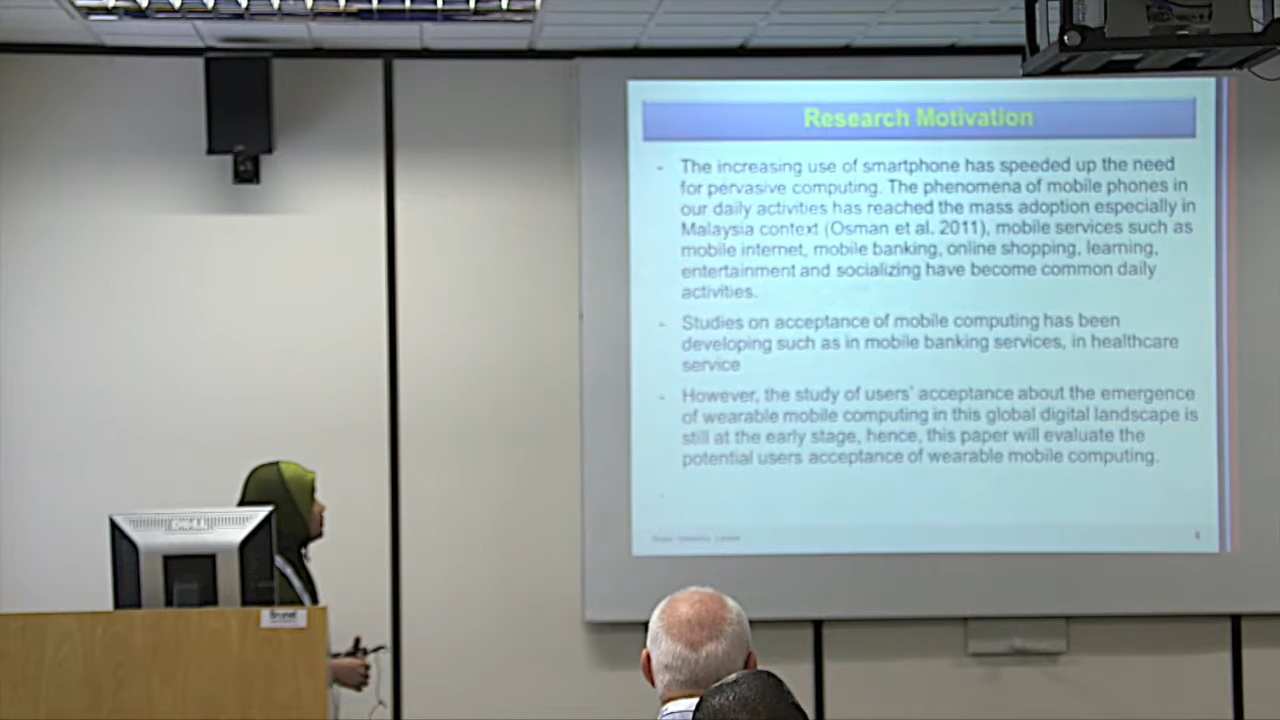 Research Motivation
- The increasing use of smartphone has speeded up the need
for pervasive computing. The phenomena of mobile phones in
our daily activities has reached the mass adoption especially in
Malaysia context (Osman et al. 2011), mobile services such as
mobile internet, mobile banking, online shopping, learning,
entertainment and socializing have become common daily
activities.
- Studies on acceptance of mobile computing has been
developing such as in mobile banking services, in healthcare
service
- However, the study of users' acceptance about the emergence
of wearable mobile computing in this global digital landscape is
still at the early stage, hence, this paper will evaluate the
potential users acceptance of wearable mobile computing.
DELL
Brunel